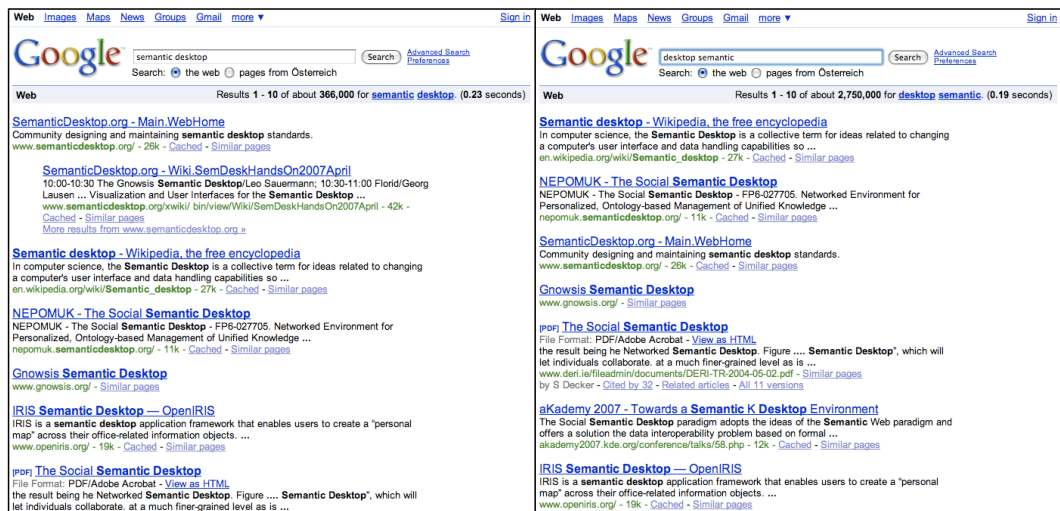 Web Images Maps News Groups Gmail more ▼ Sign in
Google™ semantic desktop Search Advanced Search
Preferences
Search: the web pages from Österreich
Web Results 1 - 10 of about 366,000 for semantic desktop. (0.23 seconds)
SemanticDesktop.org - Main.WebHome
Community designing and maintaining semantic desktop standards.
www.semanticdesktop.org/ - 26k - Cached - Similar pages
SemanticDesktop.org - Wiki.SemDeskHandsOn2007April
10:00-10:30 The Gnowsis Semantic Desktop/Leo Sauermann; 10:30-11:00 Florid/Georg
Lausen ... Visualization and User Interfaces for the Semantic Desktop ...
www.semanticdesktop.org/xwiki/ bin/view/Wiki/SemDeskHandsOn2007April - 42k -
Cached - Similar pages
More results from www.semanticdesktop.org »
Semantic desktop - Wikipedia, the free encyclopedia
In computer science, the Semantic Desktop is a collective term for ideas related to changing
a computer's user interface and data handling capabilities so ...
en.wikipedia.org/wiki/Semantic_desktop - 27k - Cached - Similar pages
NEPOMUK - The Social Semantic Desktop
NEPOMUK - The Social Semantic Desktop - FP6-027705. Networked Environment for
Personalized, Ontology-based Management of Unified Knowledge ...
nepomuk.semanticdesktop.org/ - 11k - Cached - Similar pages
Gnowsis Semantic Desktop
www.gnowsis.org/ - Similar pages
IRIS Semantic Desktop — OpenIRIS
IRIS is a semantic desktop application framework that enables users to create a “personal
map” across their office-related information objects. ...
www.openiris.org/ - 19k - Cached - Similar pages
[PDF] The Social Semantic Desktop
File Format: PDF/Adobe Acrobat - View as HTML
the result being he Networked Semantic Desktop. Figure .... Semantic Desktop”, which will
let individuals collaborate. at a much finer-grained level as is ...
Web Images Maps News Groups Gmail more ▼ Sign in
Google™ desktop semantic Search Advanced Search
Preferences
Search: the web pages from Österreich
Web Results 1 - 10 of about 2,750,000 for desktop semantic. (0.19 seconds)
Semantic desktop - Wikipedia, the free encyclopedia
In computer science, the Semantic Desktop is a collective term for ideas related to changing
a computer's user interface and data handling capabilities so ...
en.wikipedia.org/wiki/Semantic_desktop - 27k - Cached - Similar pages
NEPOMUK - The Social Semantic Desktop
NEPOMUK - The Social Semantic Desktop - FP6-027705. Networked Environment for
Personalized, Ontology-based Management of Unified Knowledge ...
nepomuk.semanticdesktop.org/ - 11k - Cached - Similar pages
SemanticDesktop.org - Main.WebHome
Community designing and maintaining semantic desktop standards.
www.semanticdesktop.org/ - 26k - Cached - Similar pages
Gnowsis Semantic Desktop
www.gnowsis.org/ - Similar pages
[PDF] The Social Semantic Desktop
File Format: PDF/Adobe Acrobat - View as HTML
the result being he Networked Semantic Desktop. Figure .... Semantic Desktop”, which will
let individuals collaborate. at a much finer-grained level as is ...
www.deri.ie/fileadmin/documents/DERI-TR-2004-05-02.pdf - Similar pages
by S Decker - Cited by 32 - Related articles - All 11 versions
aKademy 2007 - Towards a Semantic K Desktop Environment
The Social Semantic Desktop paradigm adopts the ideas of the Semantic Web paradigm and
offers a solution the data interoperability problem based on formal ...
akademy2007.kde.org/conference/talks/58.php - 12k - Cached - Similar pages
IRIS Semantic Desktop — OpenIRIS
IRIS is a semantic desktop application framework that enables users to create a “personal
map” across their office-related information objects. ...
www.openiris.org/ - 19k - Cached - Similar pages